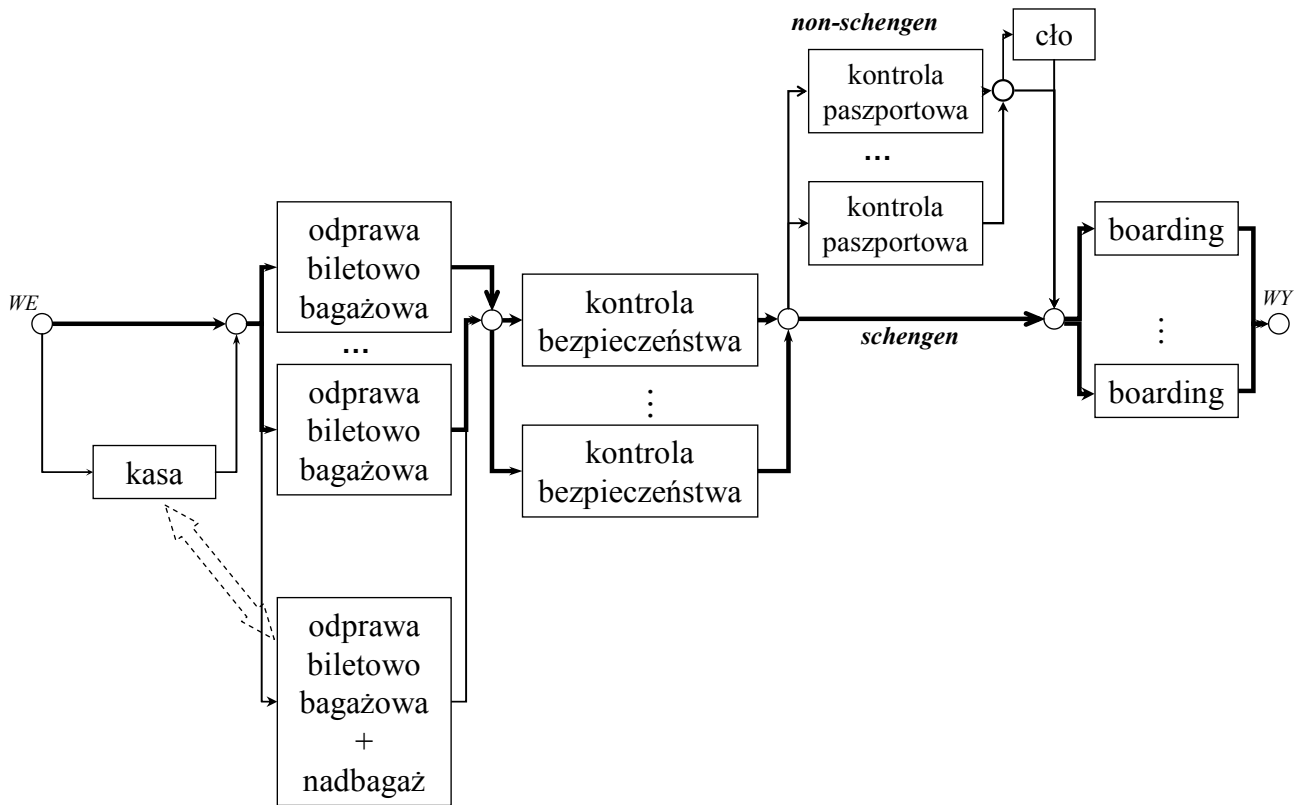 non-schengen
cło
kontrola
paszportowa
...
kontrola
paszportowa
WE
odprawa
biletowo
bagażowa
...
odprawa
biletowo
bagażowa
kasa
odprawa
biletowo
bagażowa
+
nadbagaż
kontrola
bezpieczeństwa
...
kontrola
bezpieczeństwa
schengen
boarding
...
boarding
WY